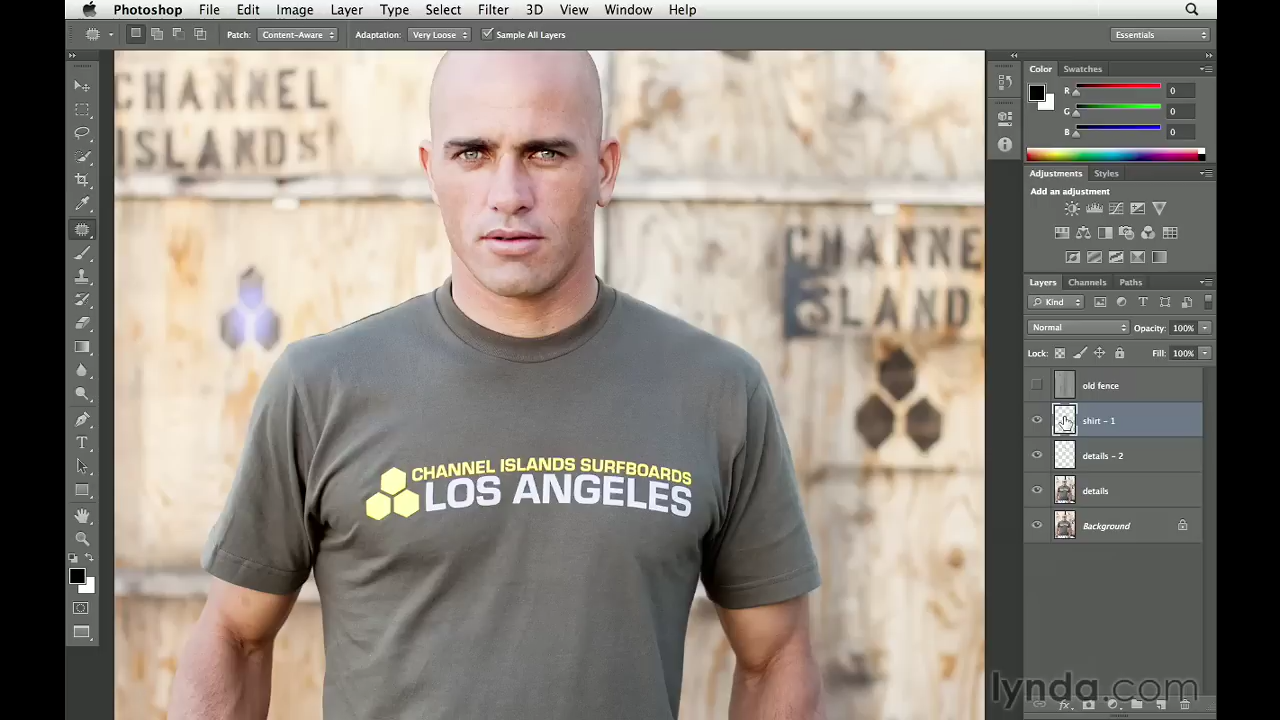 Photoshop File Edit Image Layer Type Select Filter 3D View Window Help
Patch: Content-Aware Adaptation: Very Loose Sample All Layers Essentials
Color Swatches
R 0
G 0
B 0
Adjustments Styles
Add an adjustment
Layers Channels Paths
Kind
Normal Opacity: 100%
Lock: Fill: 100%
old fence
shirt – 1
details – 2
details
Background
CHANNEL
ISLANDS
CHANNE
SLAND
CHANNEL ISLANDS SURFBOARDS
LOS ANGELES
lynda.com